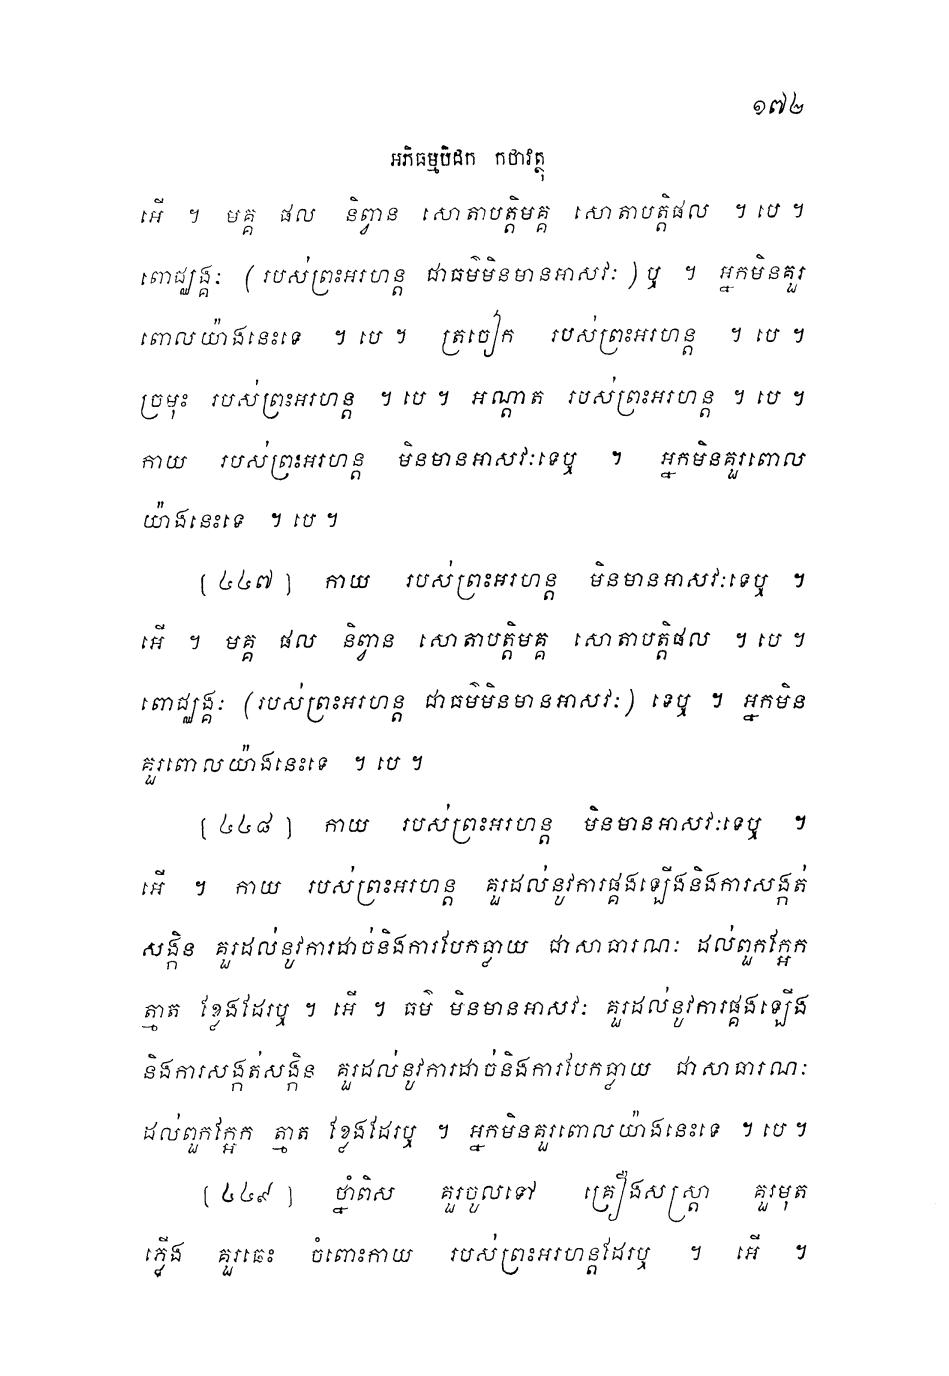 ១៧២
អភិធម្មបិដក កថាវត្ថុ
អើ ។ មគ្គ ផល និព្វាន សោតាបត្តិមគ្គ សោតាបត្តិផល ។ បេ ។
ពោជ្ឈង្គៈ (របស់ព្រះអរហន្ត ជាធម៌មិនមានអាសវៈ) ឬ ។ អ្នកមិនគួរ
ពោលយ៉ាងនេះទេ ។ បេ ។ ត្រចៀក របស់ព្រះអរហន្ត ។ បេ ។
ច្រមុះ របស់ព្រះអរហន្ត ។ បេ ។ អណ្តាត របស់ព្រះអរហន្ត ។ បេ ។
កាយ របស់ព្រះអរហន្ត មិនមានអាសវៈទេឬ ។ អ្នកមិនគួរពោល
យ៉ាងនេះទេ ។ បេ ។
[៤៤៧] កាយ របស់ព្រះអរហន្ត មិនមានអាសវៈទេឬ ។
អើ ។ មគ្គ ផល និព្វាន សោតាបត្តិមគ្គ សោតាបត្តិផល ។ បេ ។
ពោជ្ឈង្គៈ (របស់ព្រះអរហន្ត ជាធម៌មិនមានអាសវៈ) ទេឬ ។ អ្នកមិន
គួរពោលយ៉ាងនេះទេ ។ បេ ។
[៤៤៨] កាយ របស់ព្រះអរហន្ត មិនមានអាសវៈទេឬ ។
អើ ។ កាយ របស់ព្រះអរហន្ត គួរដល់នូវការផ្គងឡើងនិងការសង្កត់
សង្កិន គួរដល់នូវការដាច់និងការបែកធ្លាយ ជាសាធារណៈ ដល់ពួកក្អែក
ត្មាត ខ្លែងដែរឬ ។ អើ ។ ធម៌ មិនមានអាសវៈ គួរដល់នូវការផ្គងឡើង
និងការសង្កត់សង្កិន គួរដល់នូវការដាច់និងការបែកធ្លាយ ជាសាធារណៈ
ដល់ពួកក្អែក ត្មាត ខ្លែងដែរឬ ។ អ្នកមិនគួរពោលយ៉ាងនេះទេ ។ បេ ។
[៤៤៩] ថ្នាំពិស គួរចូលទៅ គ្រឿងសស្ត្រា គួរមុត
ភ្លើង គួរឆេះ ចំពោះកាយ របស់ព្រះអរហន្តដែរឬ ។ អើ ។